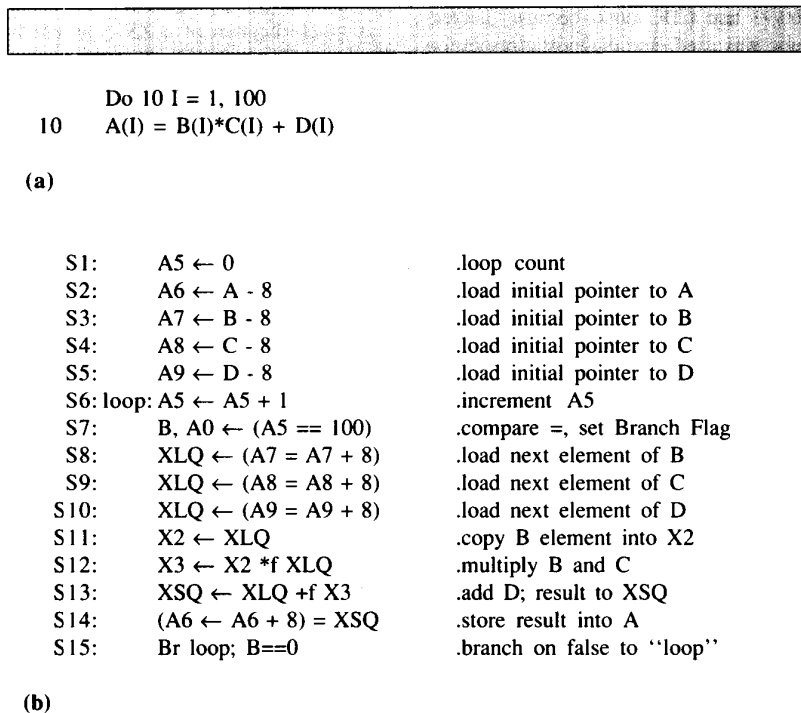 Do 10 I = 1, 100
10 A(I) = B(I)*C(I) + D(I)
(a)
S1: A5 ← 0 .loop count
S2: A6 ← A - 8 .load initial pointer to A
S3: A7 ← B - 8 .load initial pointer to B
S4: A8 ← C - 8 .load initial pointer to C
S5: A9 ← D - 8 .load initial pointer to D
S6: loop: A5 ← A5 + 1 .increment A5
S7: B, A0 ← (A5 == 100) .compare =, set Branch Flag
S8: XLQ ← (A7 = A7 + 8) .load next element of B
S9: XLQ ← (A8 = A8 + 8) .load next element of C
S10: XLQ ← (A9 = A9 + 8) .load next element of D
S11: X2 ← XLQ .copy B element into X2
S12: X3 ← X2 *f XLQ .multiply B and C
S13: XSQ ← XLQ +f X3 .add D; result to XSQ
S14: (A6 ← A6 + 8) = XSQ .store result into A
S15: Br loop; B==0 .branch on false to ‘‘loop’’
(b)